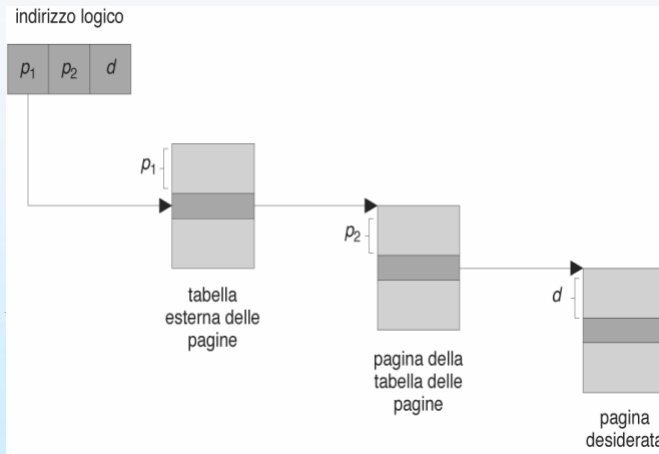 indirizzo logico
p1 p2 d
p1
tabella
esterna delle
pagine
p2
pagina della
tabella delle
pagine
d
pagina
desiderata